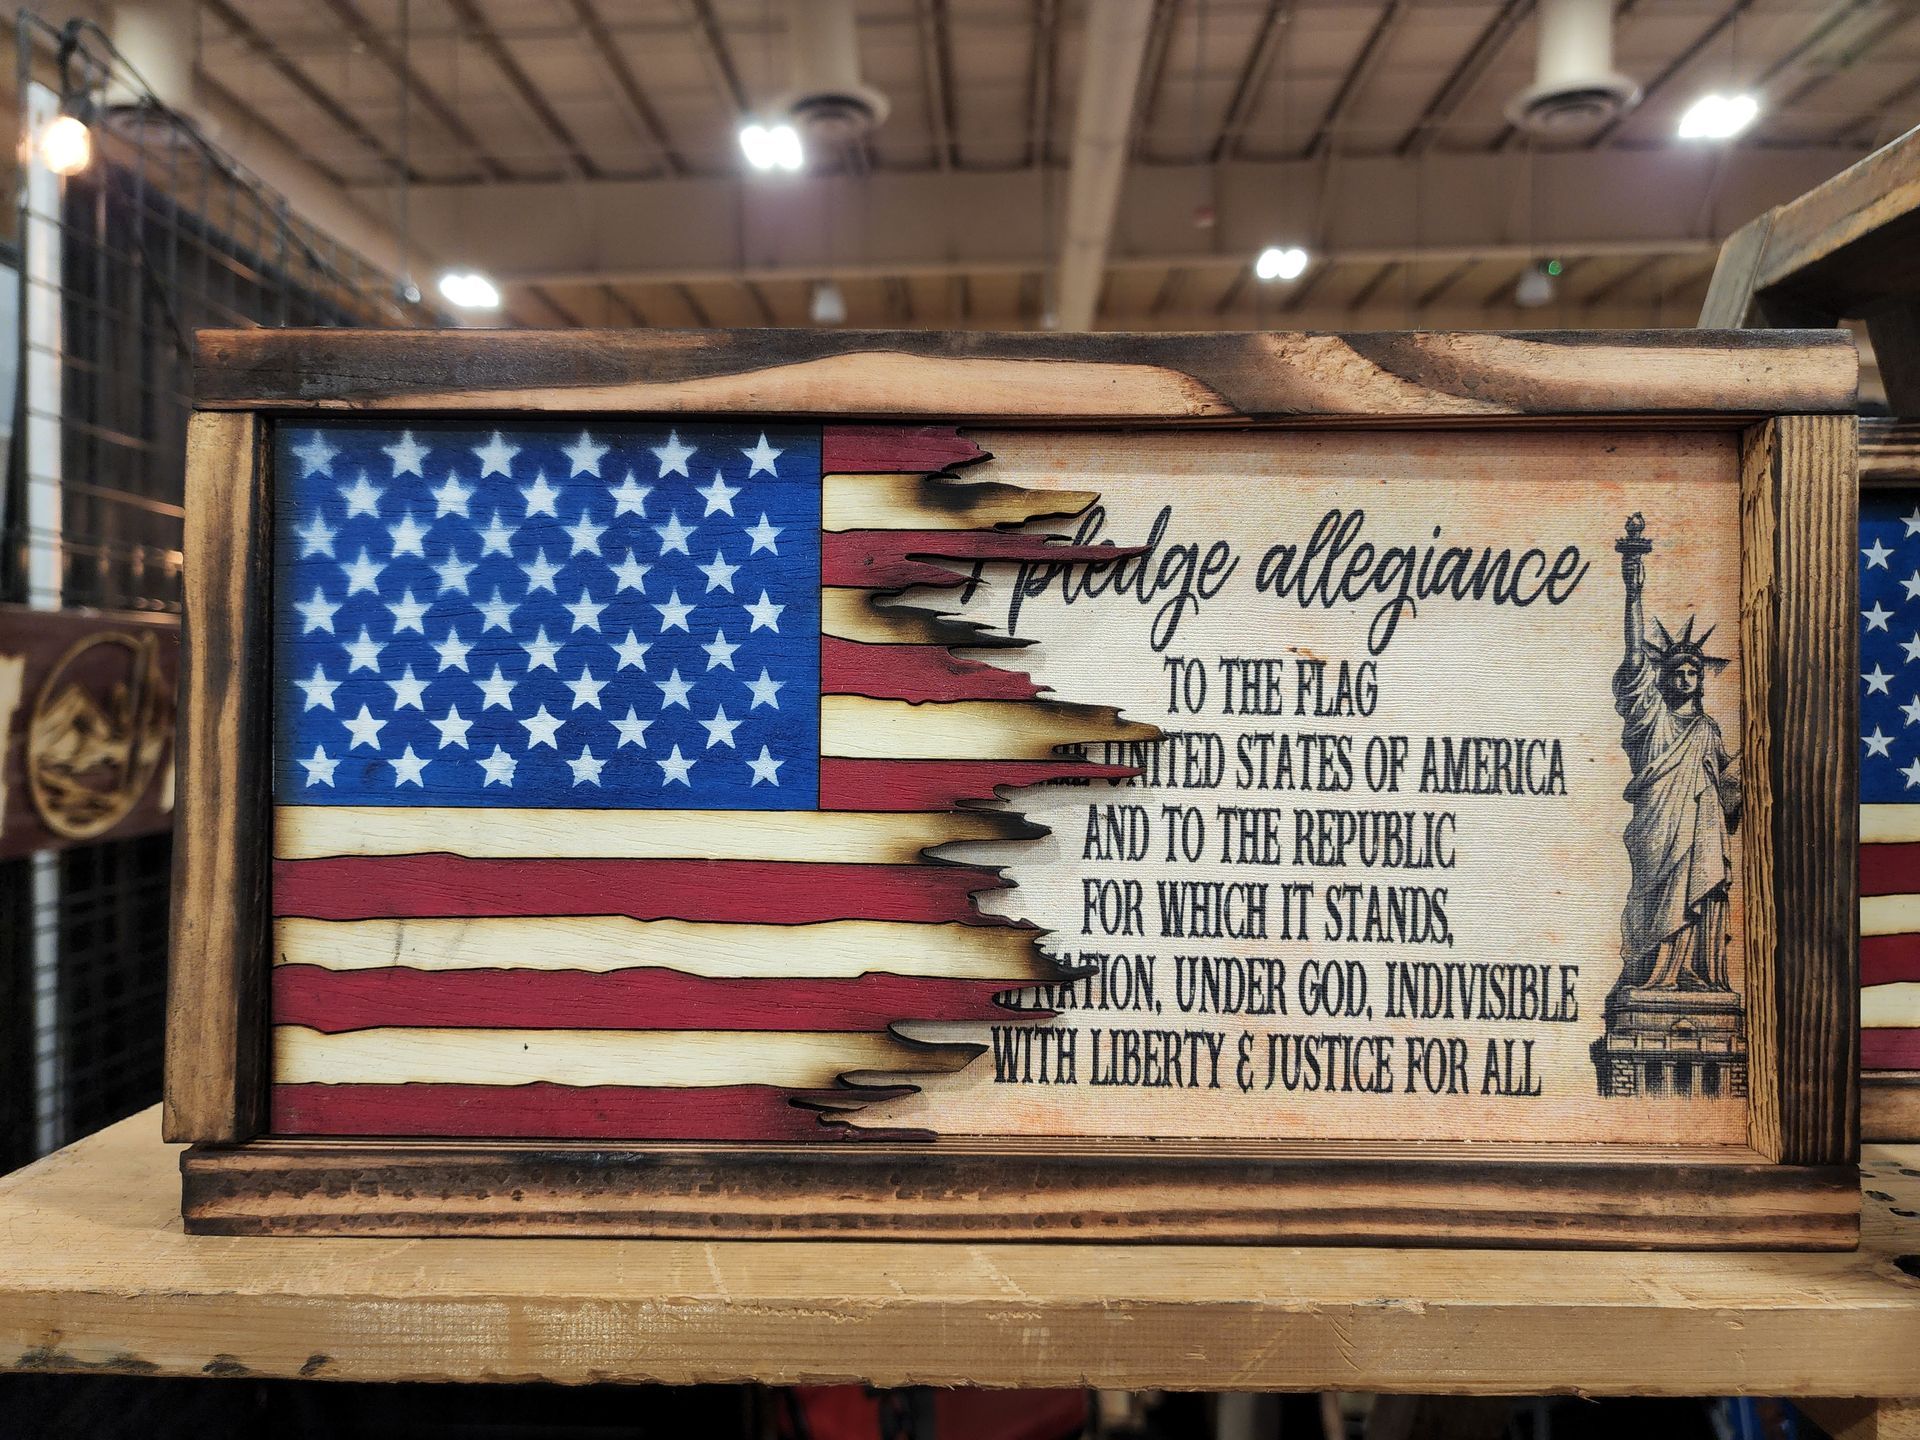 I pledge allegiance
TO THE FLAG
UNITED STATES OF AMERICA
AND TO THE REPUBLIC
FOR WHICH IT STANDS,
NATION, UNDER GOD, INDIVISIBLE
WITH LIBERTY & JUSTICE FOR ALL